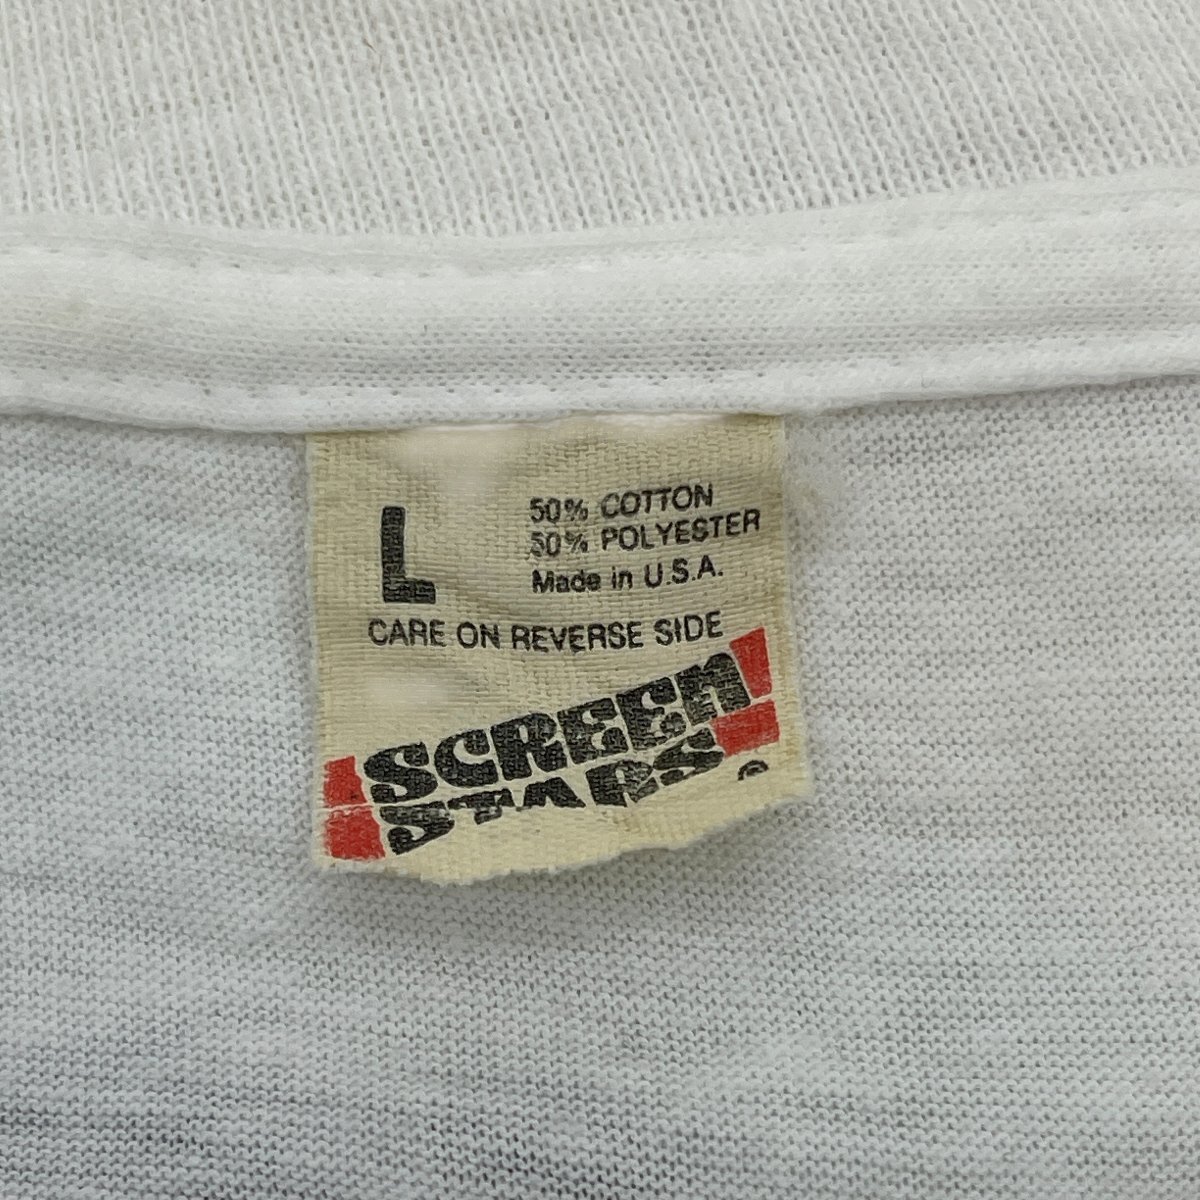 L
50% COTTON
50% POLYESTER
Made in U.S.A.
CARE ON REVERSE SIDE
SCREEN
STARS ®